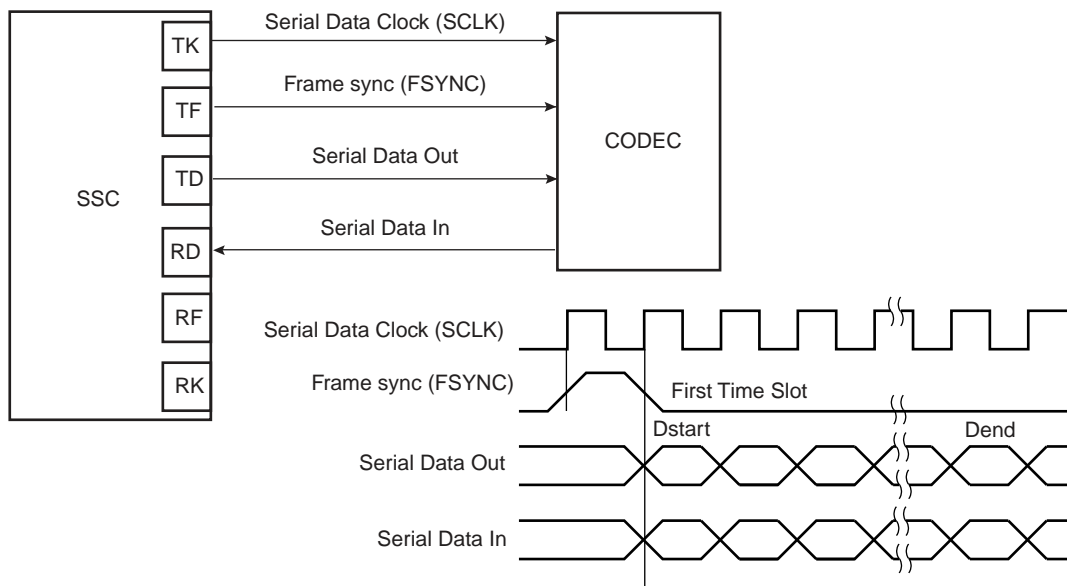 Serial Data Clock (SCLK)
TK
Frame sync (FSYNC)
TF
CODEC
Serial Data Out
TD
SSC
Serial Data In
RD
RF
Serial Data Clock (SCLK)
RK
Frame sync (FSYNC)
First Time Slot
Dstart
Dend
Serial Data Out
Serial Data In